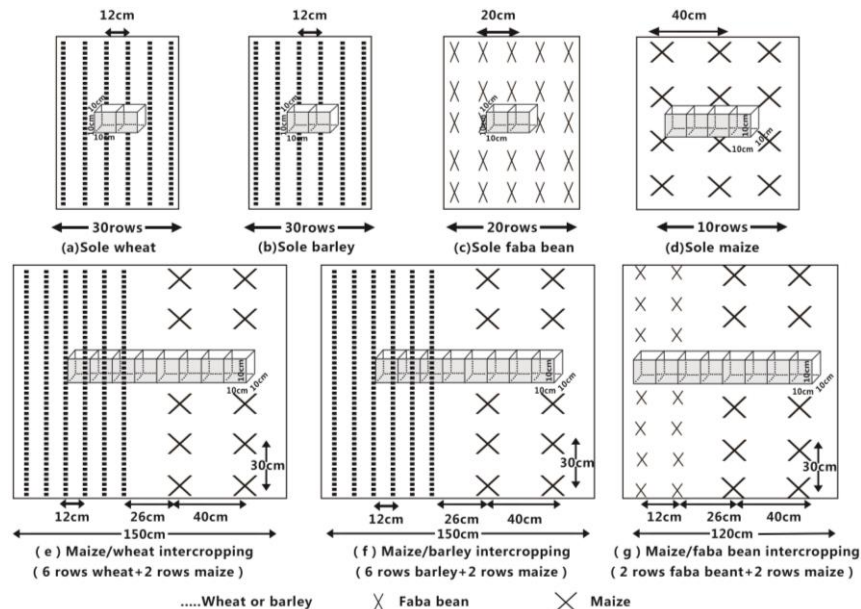 12cm
12cm
20cm
40cm
10cm
10cm
10cm
10cm
10cm
10cm
10cm
10cm
10cm
10cm
10cm
10cm
30rows
30rows
20rows
10rows
(a)Sole wheat
(b)Sole barley
(c)Sole faba bean
(d)Sole maize
10cm
10cm
10cm
10cm
10cm
10cm
10cm
10cm
10cm
30cm
30cm
30cm
12cm
26cm
40cm
12cm
26cm
40cm
12cm
26cm
40cm
150cm
150cm
120cm
( e ) Maize/wheat intercropping
( 6 rows wheat+2 rows maize )
( f ) Maize/barley intercropping
( 6 rows barley+2 rows maize )
( g ) Maize/faba bean intercropping
( 2 rows faba beant+2 rows maize )
.....Wheat or barley
Faba bean
Maize